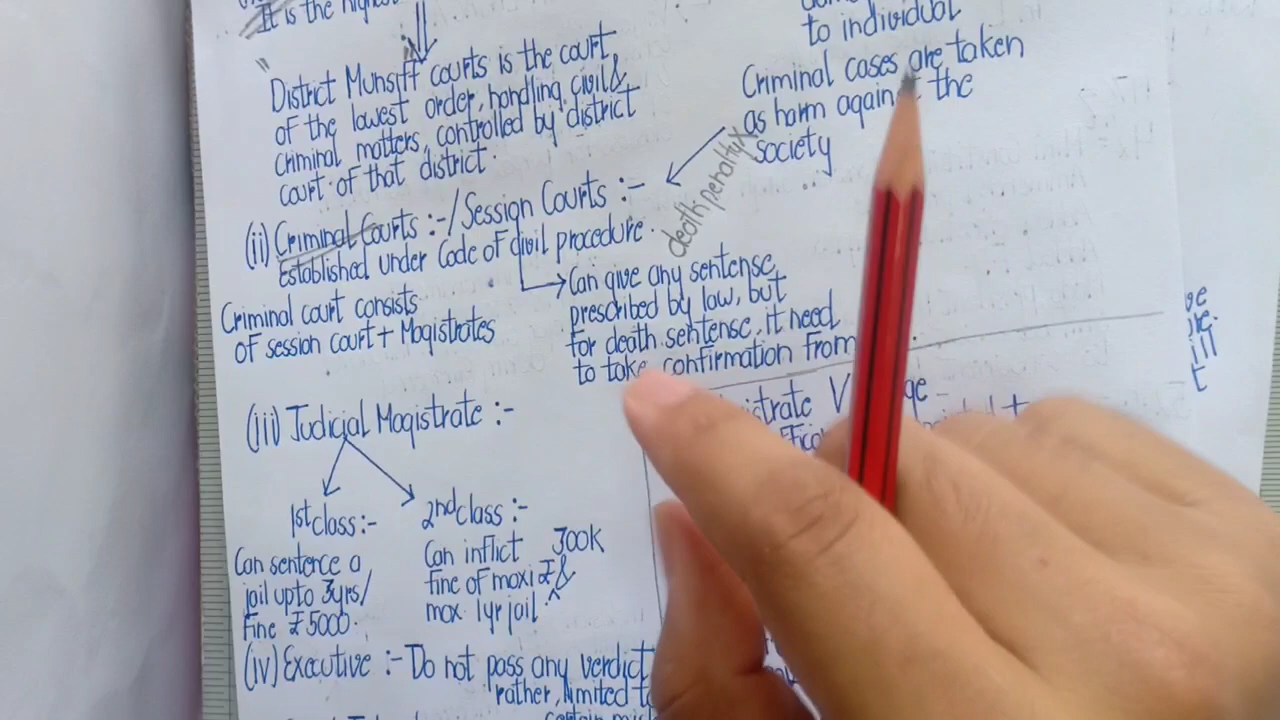 It is the highest
to individual
District Munsiff courts is the court
of the lowest order, handling civil &
criminal matters, controlled by district
court of that district.
Criminal cases are taken
as harm against the
society
death penalty
(ii) Criminal Courts :-/Session Courts :-
Established under Code of civil procedure.
Can give any sentence
prescribed by law, but
for death sentence, it need
to take confirmation from
Criminal court consists
of session court + Magistrates
(iii) Judicial Magistrate :-
1st class :-
Can sentence a
jail upto 3yrs/
Fine ₹5000.
2nd class :-
Can inflict 300K
fine of maxi ₹ &
max. 1yr jail.
(iv) Executive :- Do not pass any verdict
rather, limited to